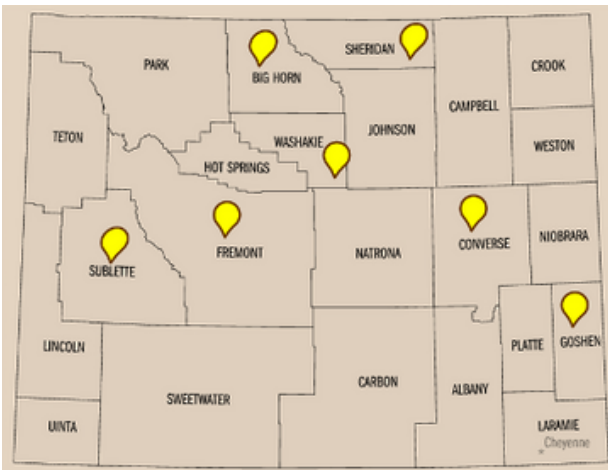 SHERIDAN
PARK
CROOK
BIG HORN
CAMPBELL
JOHNSON
TETON
WASHAKIE
WESTON
HOT SPRINGS
NIOBRARA
CONVERSE
FREMONT
NATRONA
SUBLETTE
GOSHEN
LINCOLN
PLATTE
CARBON
ALBANY
SWEETWATER
UINTA
LARAMIE
Cheyenne